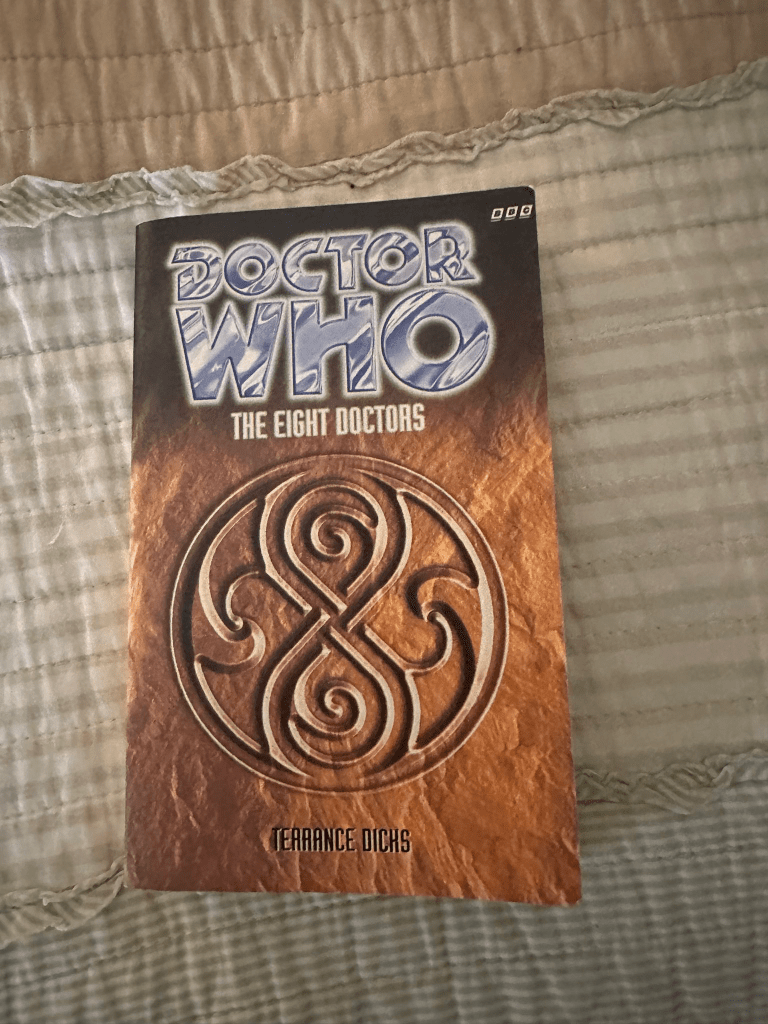 BBC
DOCTOR
WHO
THE EIGHT DOCTORS
TERRANCE DICKS